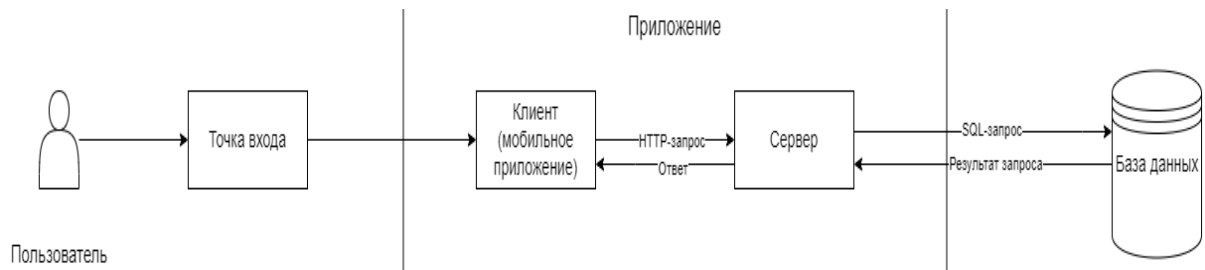 Приложение
Пользователь
Точка входа
Клиент
(мобильное
приложение)
HTTP-запрос
Ответ
Сервер
SQL-запрос
Результат запроса
База данных